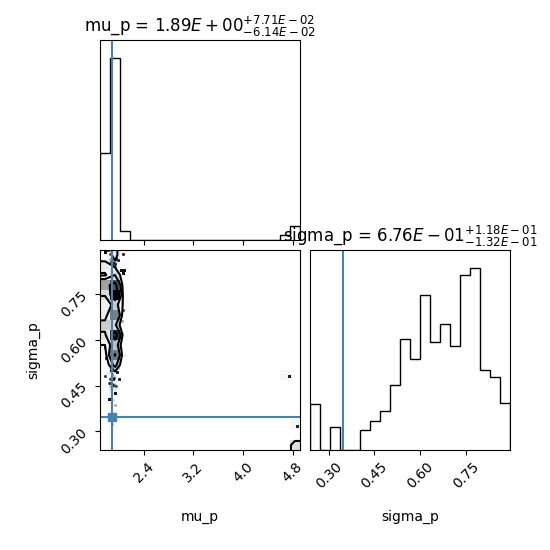 mu_p = 1.89E + 00+7.71E − 02 −6.14E − 02
sigma_p = 6.76E − 01+1.18E − 01 −1.32E − 01
sigma_p
0.75
0.60
0.45
0.30
2.4 3.2 4.0 4.8
0.30 0.45 0.60 0.75
mu_p
sigma_p